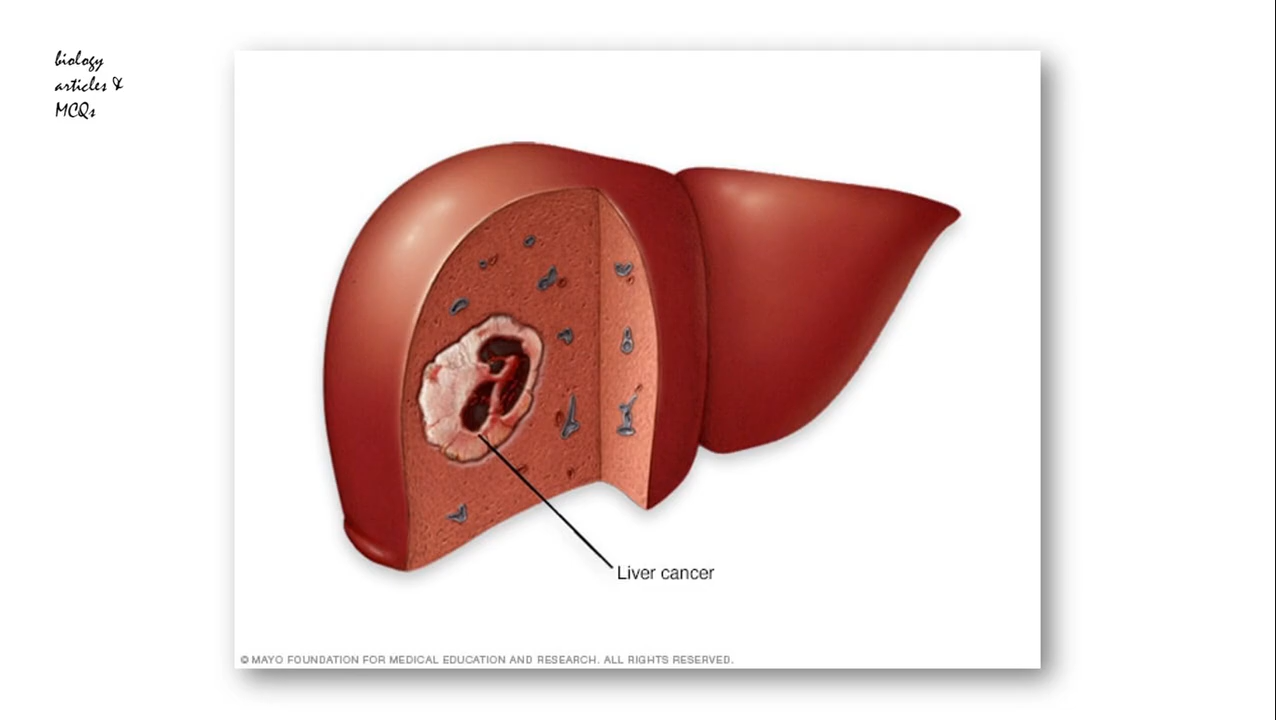 biology
articles &
MCQs
Liver cancer
© MAYO FOUNDATION FOR MEDICAL EDUCATION AND RESEARCH. ALL RIGHTS RESERVED.